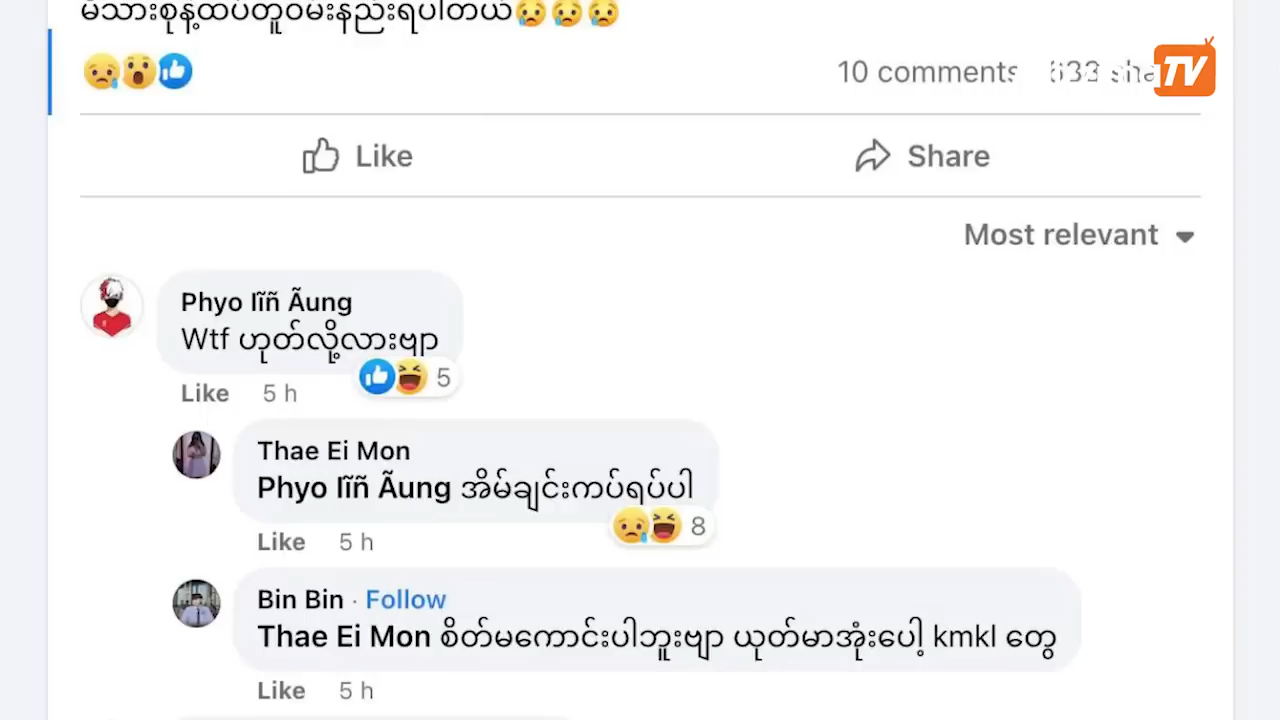 မိသားစုနဲ့ထပ်တူဝမ်းနည်းရပါတယ်😥😥😥
10 comments
TV
Like
Share
Most relevant
Phyo Iĩñ Ãung
Wtf ဟုတ်လို့လားဗျာ
Like 5 h 5
Thae Ei Mon
Phyo Iĩñ Ãung အိမ်ချင်းကပ်ရပ်ပါ
Like 5 h 8
Bin Bin · Follow
Thae Ei Mon စိတ်မကောင်းပါဘူးဗျာ ယုတ်မာအုံးပေါ့ kmkl တွေ
Like 5 h